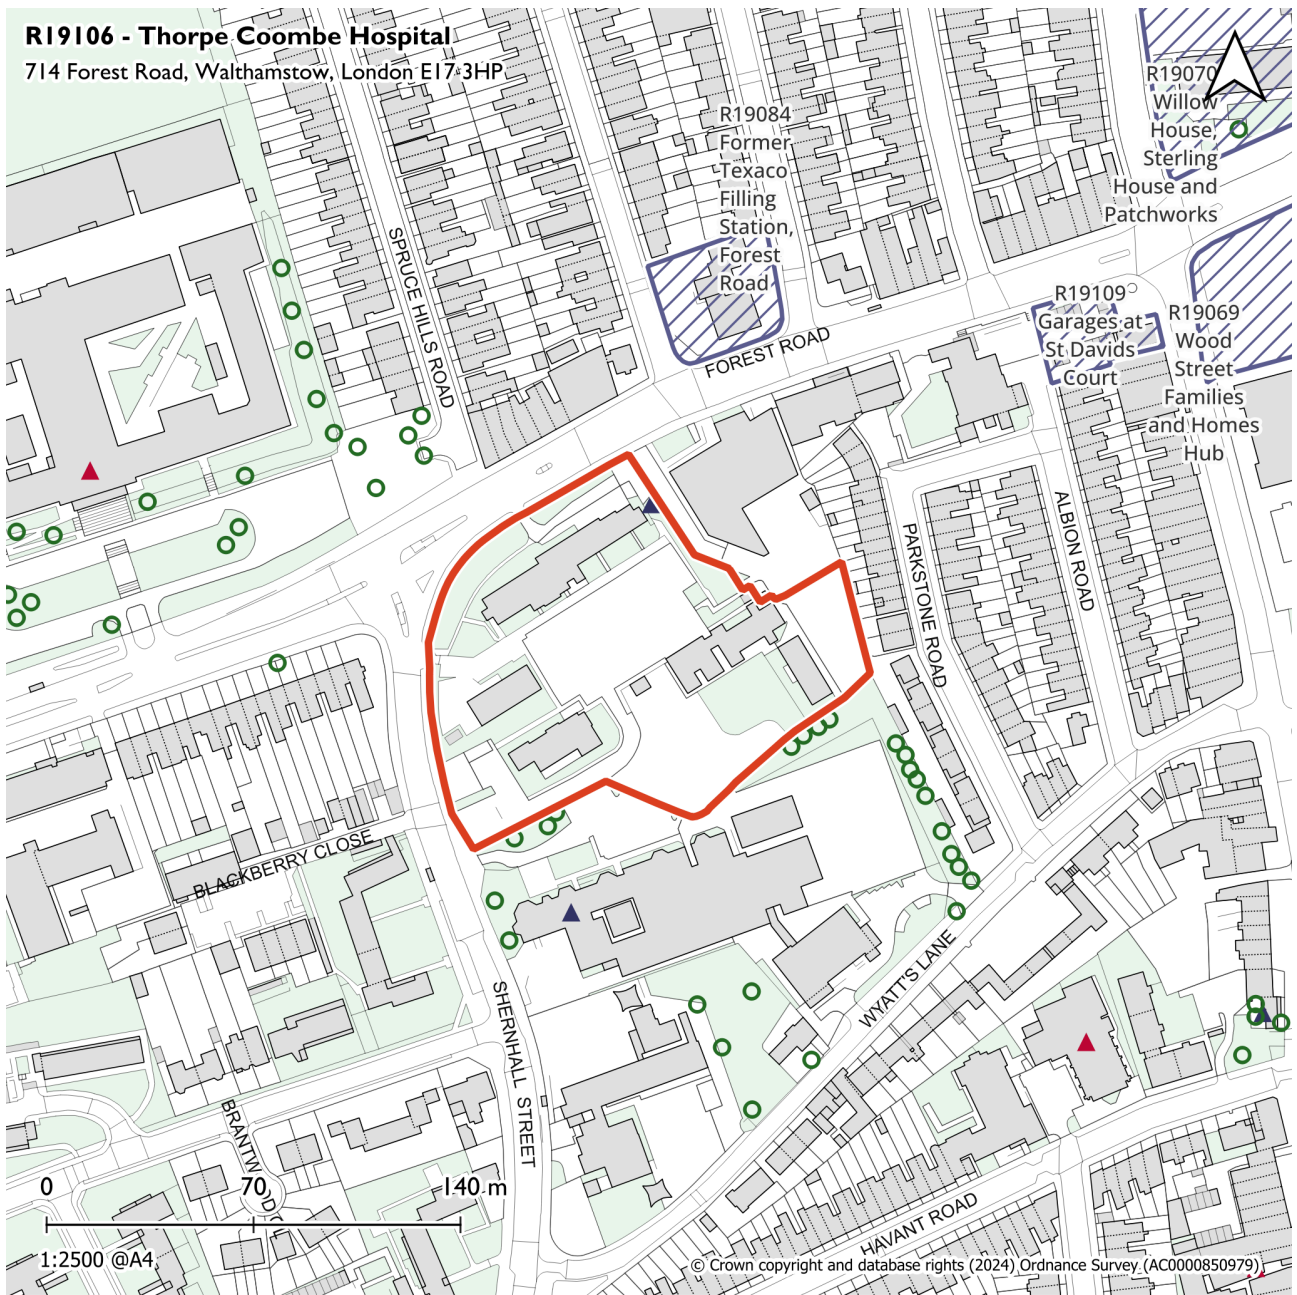 R19106 - Thorpe Coombe Hospital
714 Forest Road, Walthamstow, London E17 3HP
R19070
Willow
House,
Sterling
House and
Patchworks
R19084
Former
Texaco
Filling
Station,
Forest
Road
SPRUCE HILLS ROAD
FOREST ROAD
R19109
Garages at
St Davids
Court
R19069
Wood
Street
Families
and Homes
Hub
PARKSTONE ROAD
ALBION ROAD
BLACKBERRY CLOSE
SHERNHALL STREET
WYATT'S LANE
HAVANT ROAD
0 70 140 m
1:2500 @A4
© Crown copyright and database rights (2024) Ordnance Survey (AC0000850979)